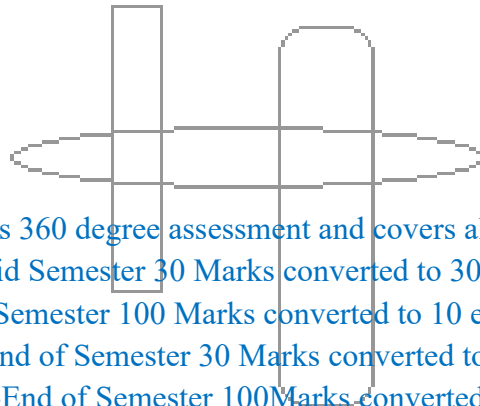 s 360 degree assessment and covers a
id Semester 30 Marks converted to 30
Semester 100 Marks converted to 10 e
nd of Semester 30 Marks converted to
End of Semester 100Marks converted